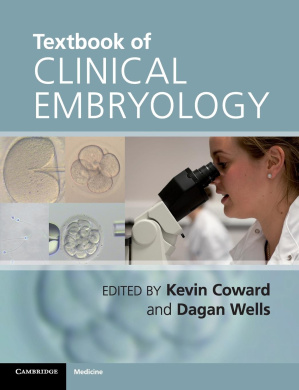 Textbook of
CLINICAL
EMBRYOLOGY
EDITED BY Kevin Coward
and Dagan Wells
CAMBRIDGE Medicine